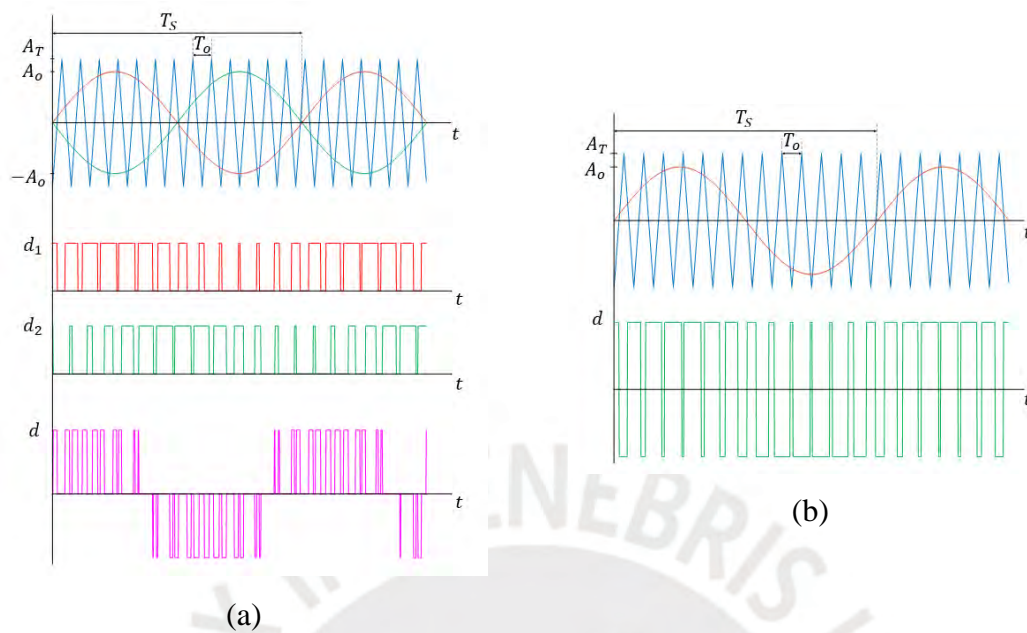 T_S
T_o
A_T
A_o
t
−A_o
d_1
t
d_2
t
d
t
(a)
T_S
T_o
A_T
A_o
t
d
t
(b)
NEBRIS